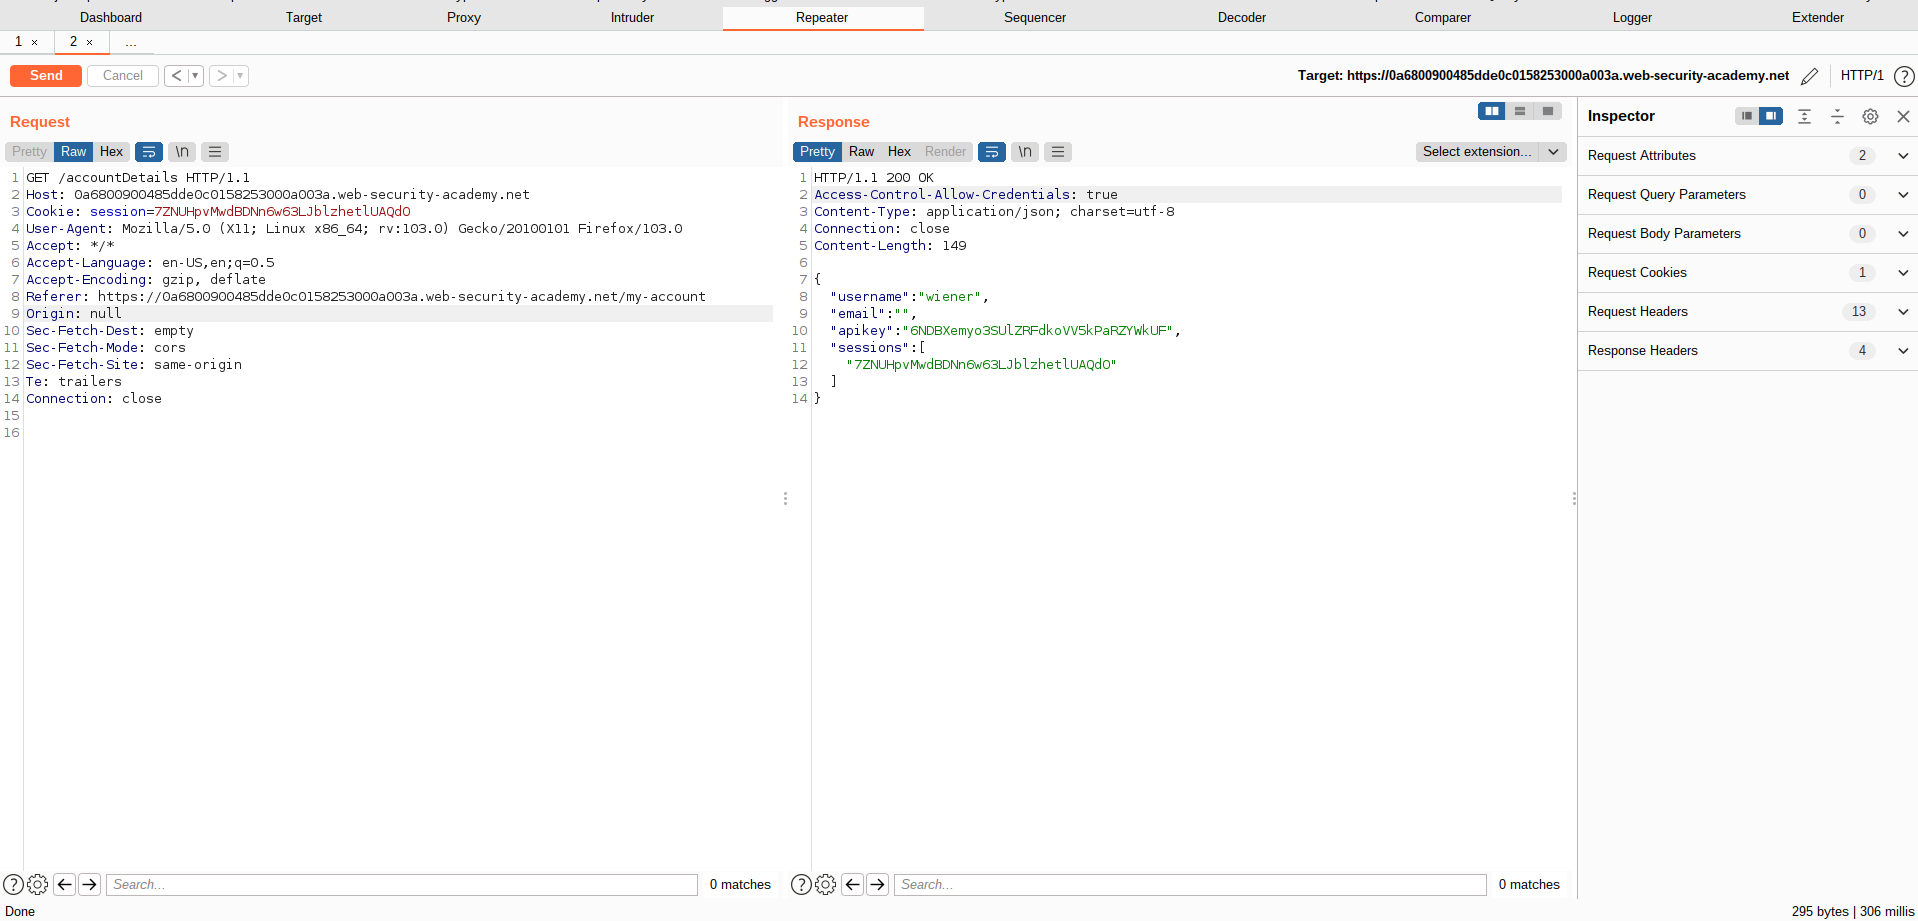 Dashboard Target Proxy Intruder Repeater Sequencer Decoder Comparer Logger Extender
1 × 2 × ...
Send Cancel < ▾ > ▾ Target: https://0a6800900485dde0c0158253000a003a.web-security-academy.net HTTP/1 ?
Request
Pretty Raw Hex \n
1 GET /accountDetails HTTP/1.1
2 Host: 0a6800900485dde0c0158253000a003a.web-security-academy.net
3 Cookie: session=7ZNUHpvMwdBDNn6w63LJblzhetlUAQdO
4 User-Agent: Mozilla/5.0 (X11; Linux x86_64; rv:103.0) Gecko/20100101 Firefox/103.0
5 Accept: */*
6 Accept-Language: en-US,en;q=0.5
7 Accept-Encoding: gzip, deflate
8 Referer: https://0a6800900485dde0c0158253000a003a.web-security-academy.net/my-account
9 Origin: null
10 Sec-Fetch-Dest: empty
11 Sec-Fetch-Mode: cors
12 Sec-Fetch-Site: same-origin
13 Te: trailers
14 Connection: close
15
16
? Search... 0 matches
Response
Pretty Raw Hex Render \n Select extension...
1 HTTP/1.1 200 OK
2 Access-Control-Allow-Credentials: true
3 Content-Type: application/json; charset=utf-8
4 Connection: close
5 Content-Length: 149
6
7 {
8 "username":"wiener",
9 "email":"",
10 "apikey":"6NDBXemyo3SUlZRFdkoVV5kPaRZYWkUF",
11 "sessions":[
12 "7ZNUHpvMwdBDNn6w63LJblzhetlUAQdO"
13 ]
14 }
? Search... 0 matches
Inspector
Request Attributes 2
Request Query Parameters 0
Request Body Parameters 0
Request Cookies 1
Request Headers 13
Response Headers 4
Done 295 bytes | 306 millis